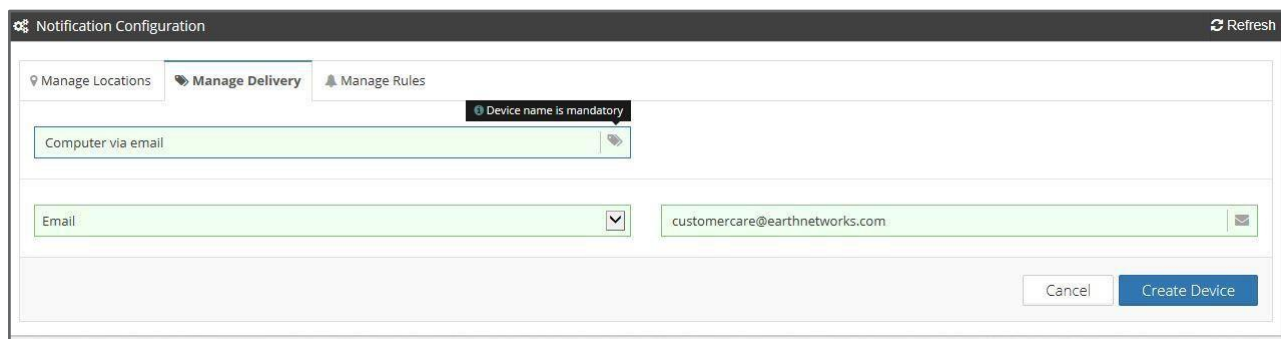 Notification Configuration Refresh
Manage Locations Manage Delivery Manage Rules
Device name is mandatory
Computer via email
Email customercare@earthnetworks.com
Cancel Create Device